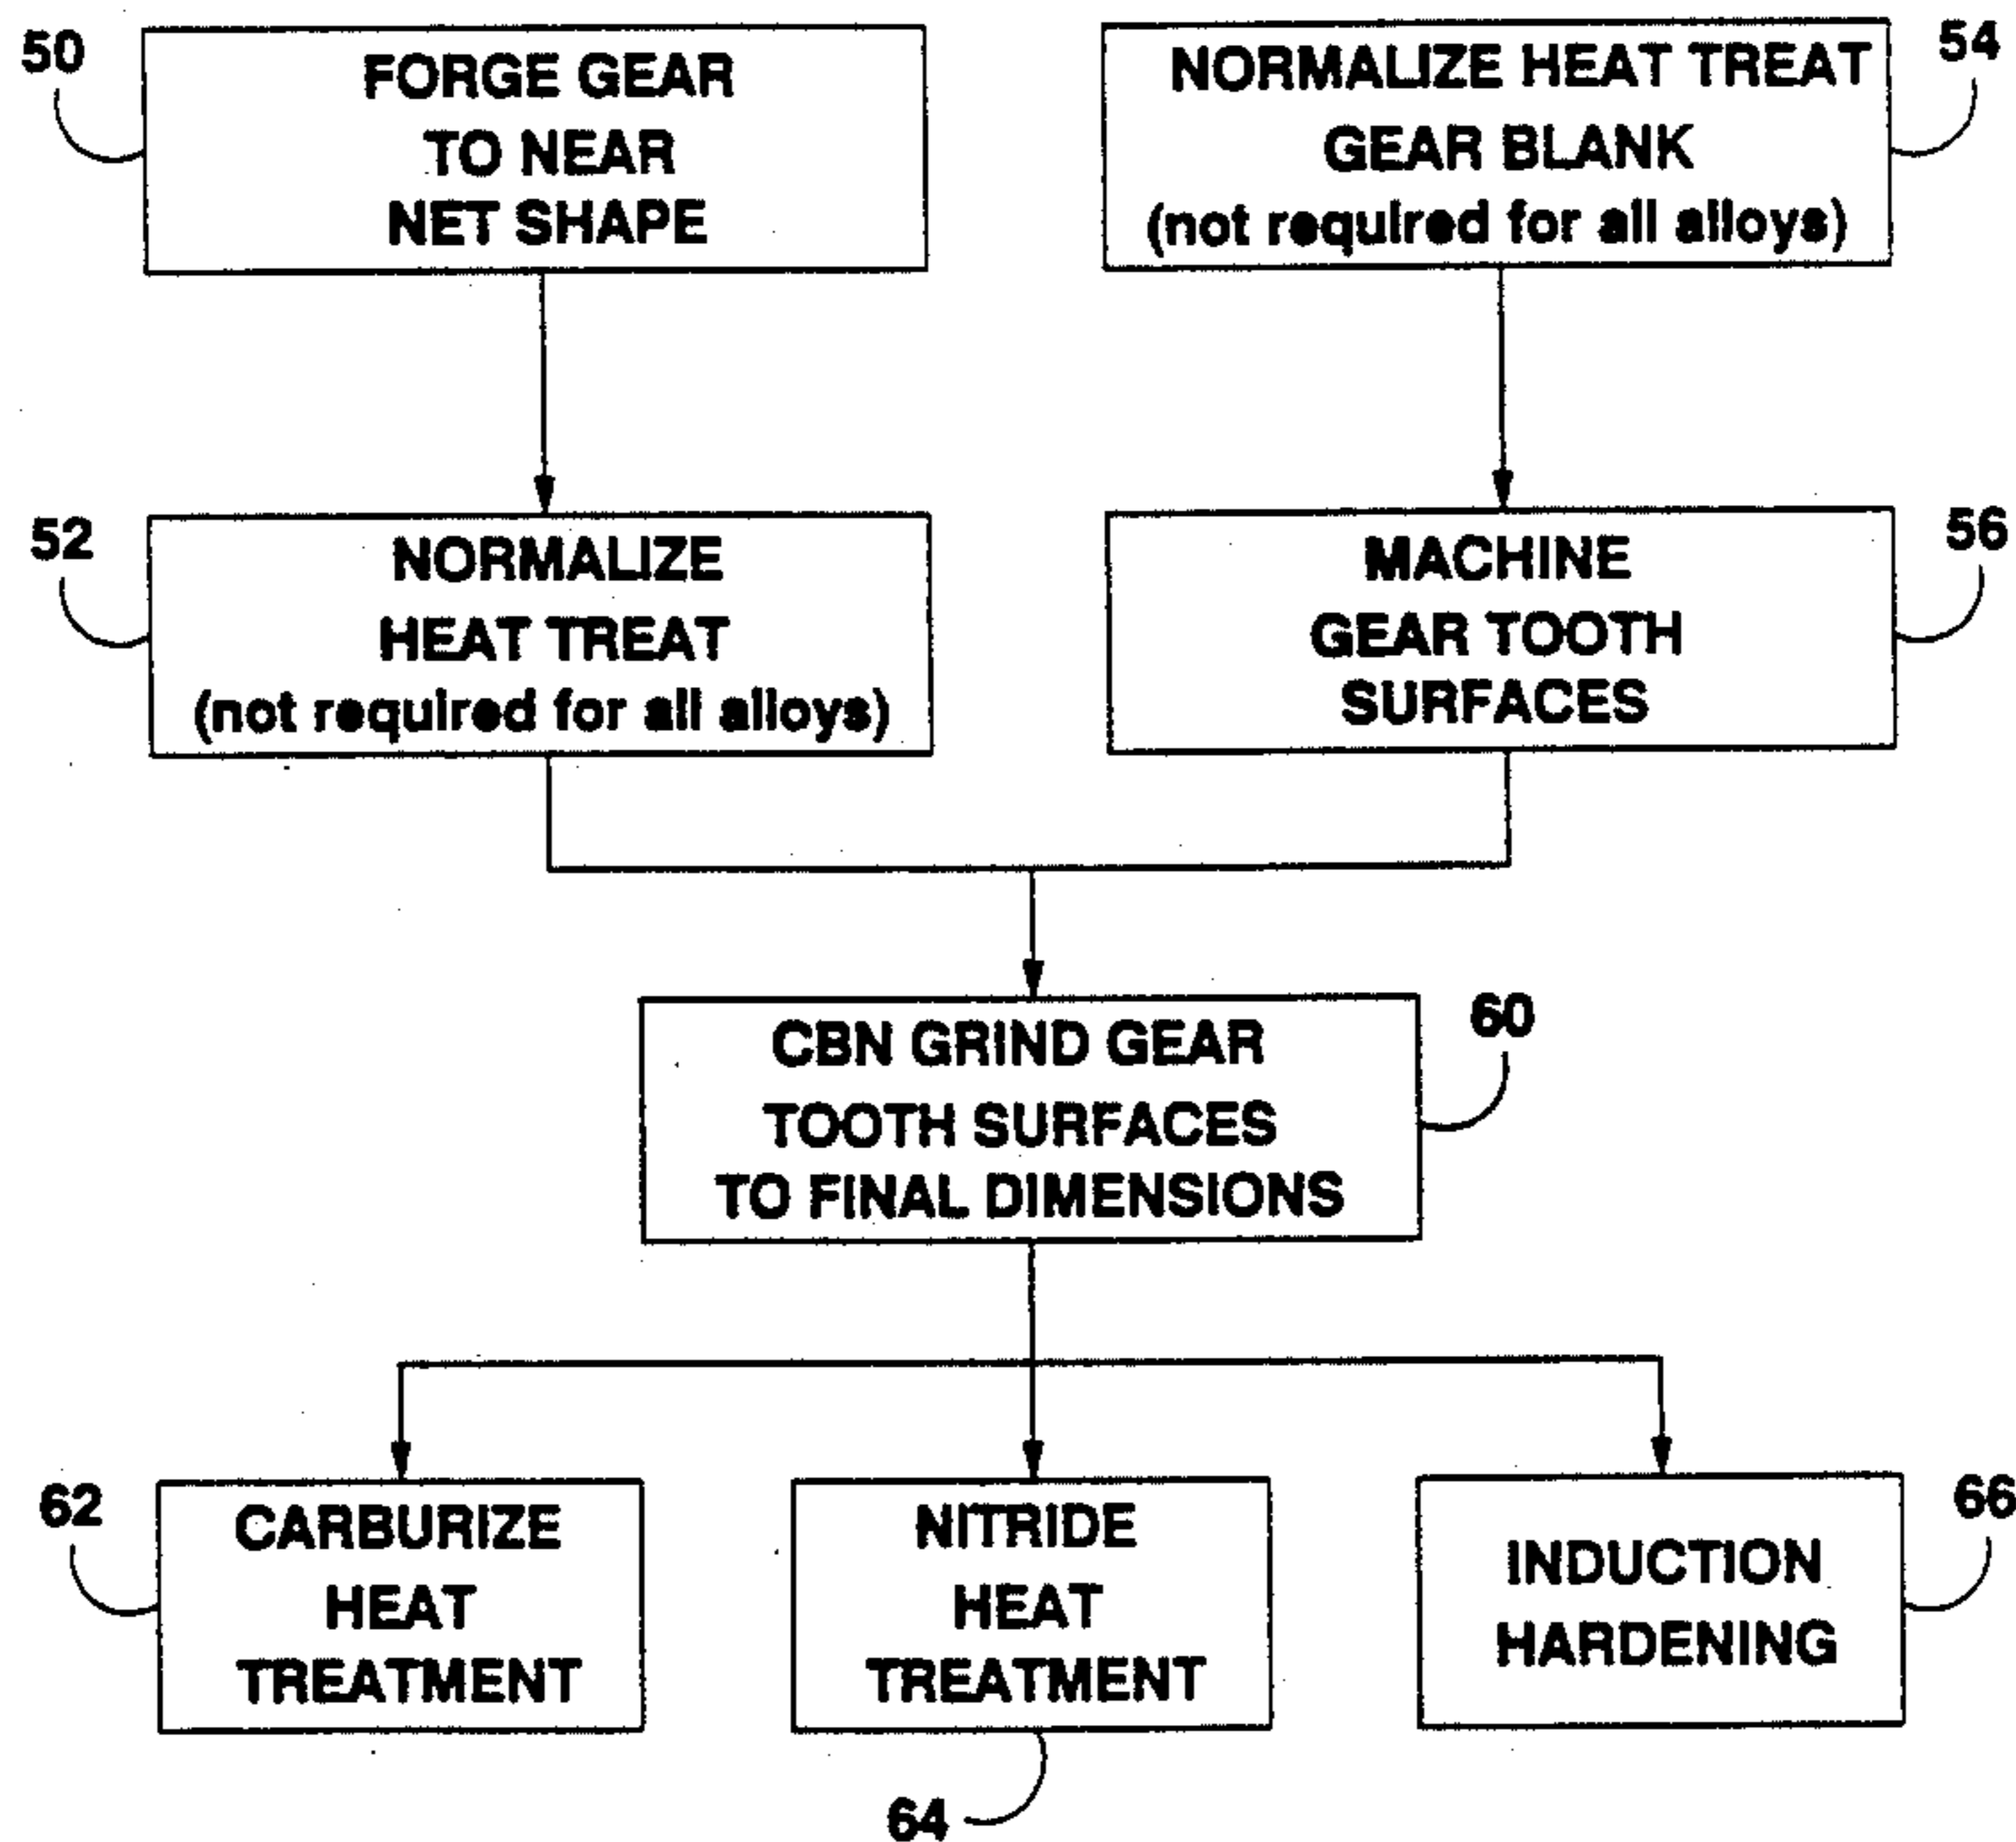 50
FORGE GEAR
TO NEAR
NET SHAPE
NORMALIZE HEAT TREAT
GEAR BLANK
(not required for all alloys)
54
52
NORMALIZE
HEAT TREAT
(not required for all alloys)
MACHINE
GEAR TOOTH
SURFACES
56
CBN GRIND GEAR
TOOTH SURFACES
TO FINAL DIMENSIONS
60
62
CARBURIZE
HEAT
TREATMENT
NITRIDE
HEAT
TREATMENT
64
INDUCTION
HARDENING
66